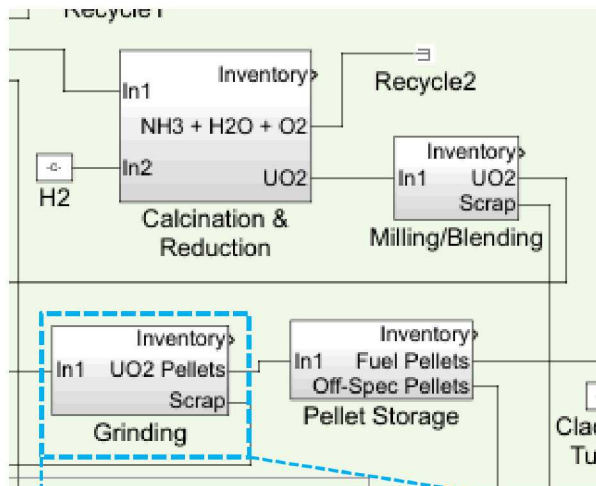 Recycle1
Inventory
In1
Recycle2
NH3 + H2O + O2
Inventory
-c-
In2
UO2
In1
UO2
H2
Scrap
Calcination &
Reduction
Milling/Blending
Inventory
Inventory
In1
UO2 Pellets
In1
Fuel Pellets
Scrap
Off-Spec Pellets
Grinding
Pellet Storage